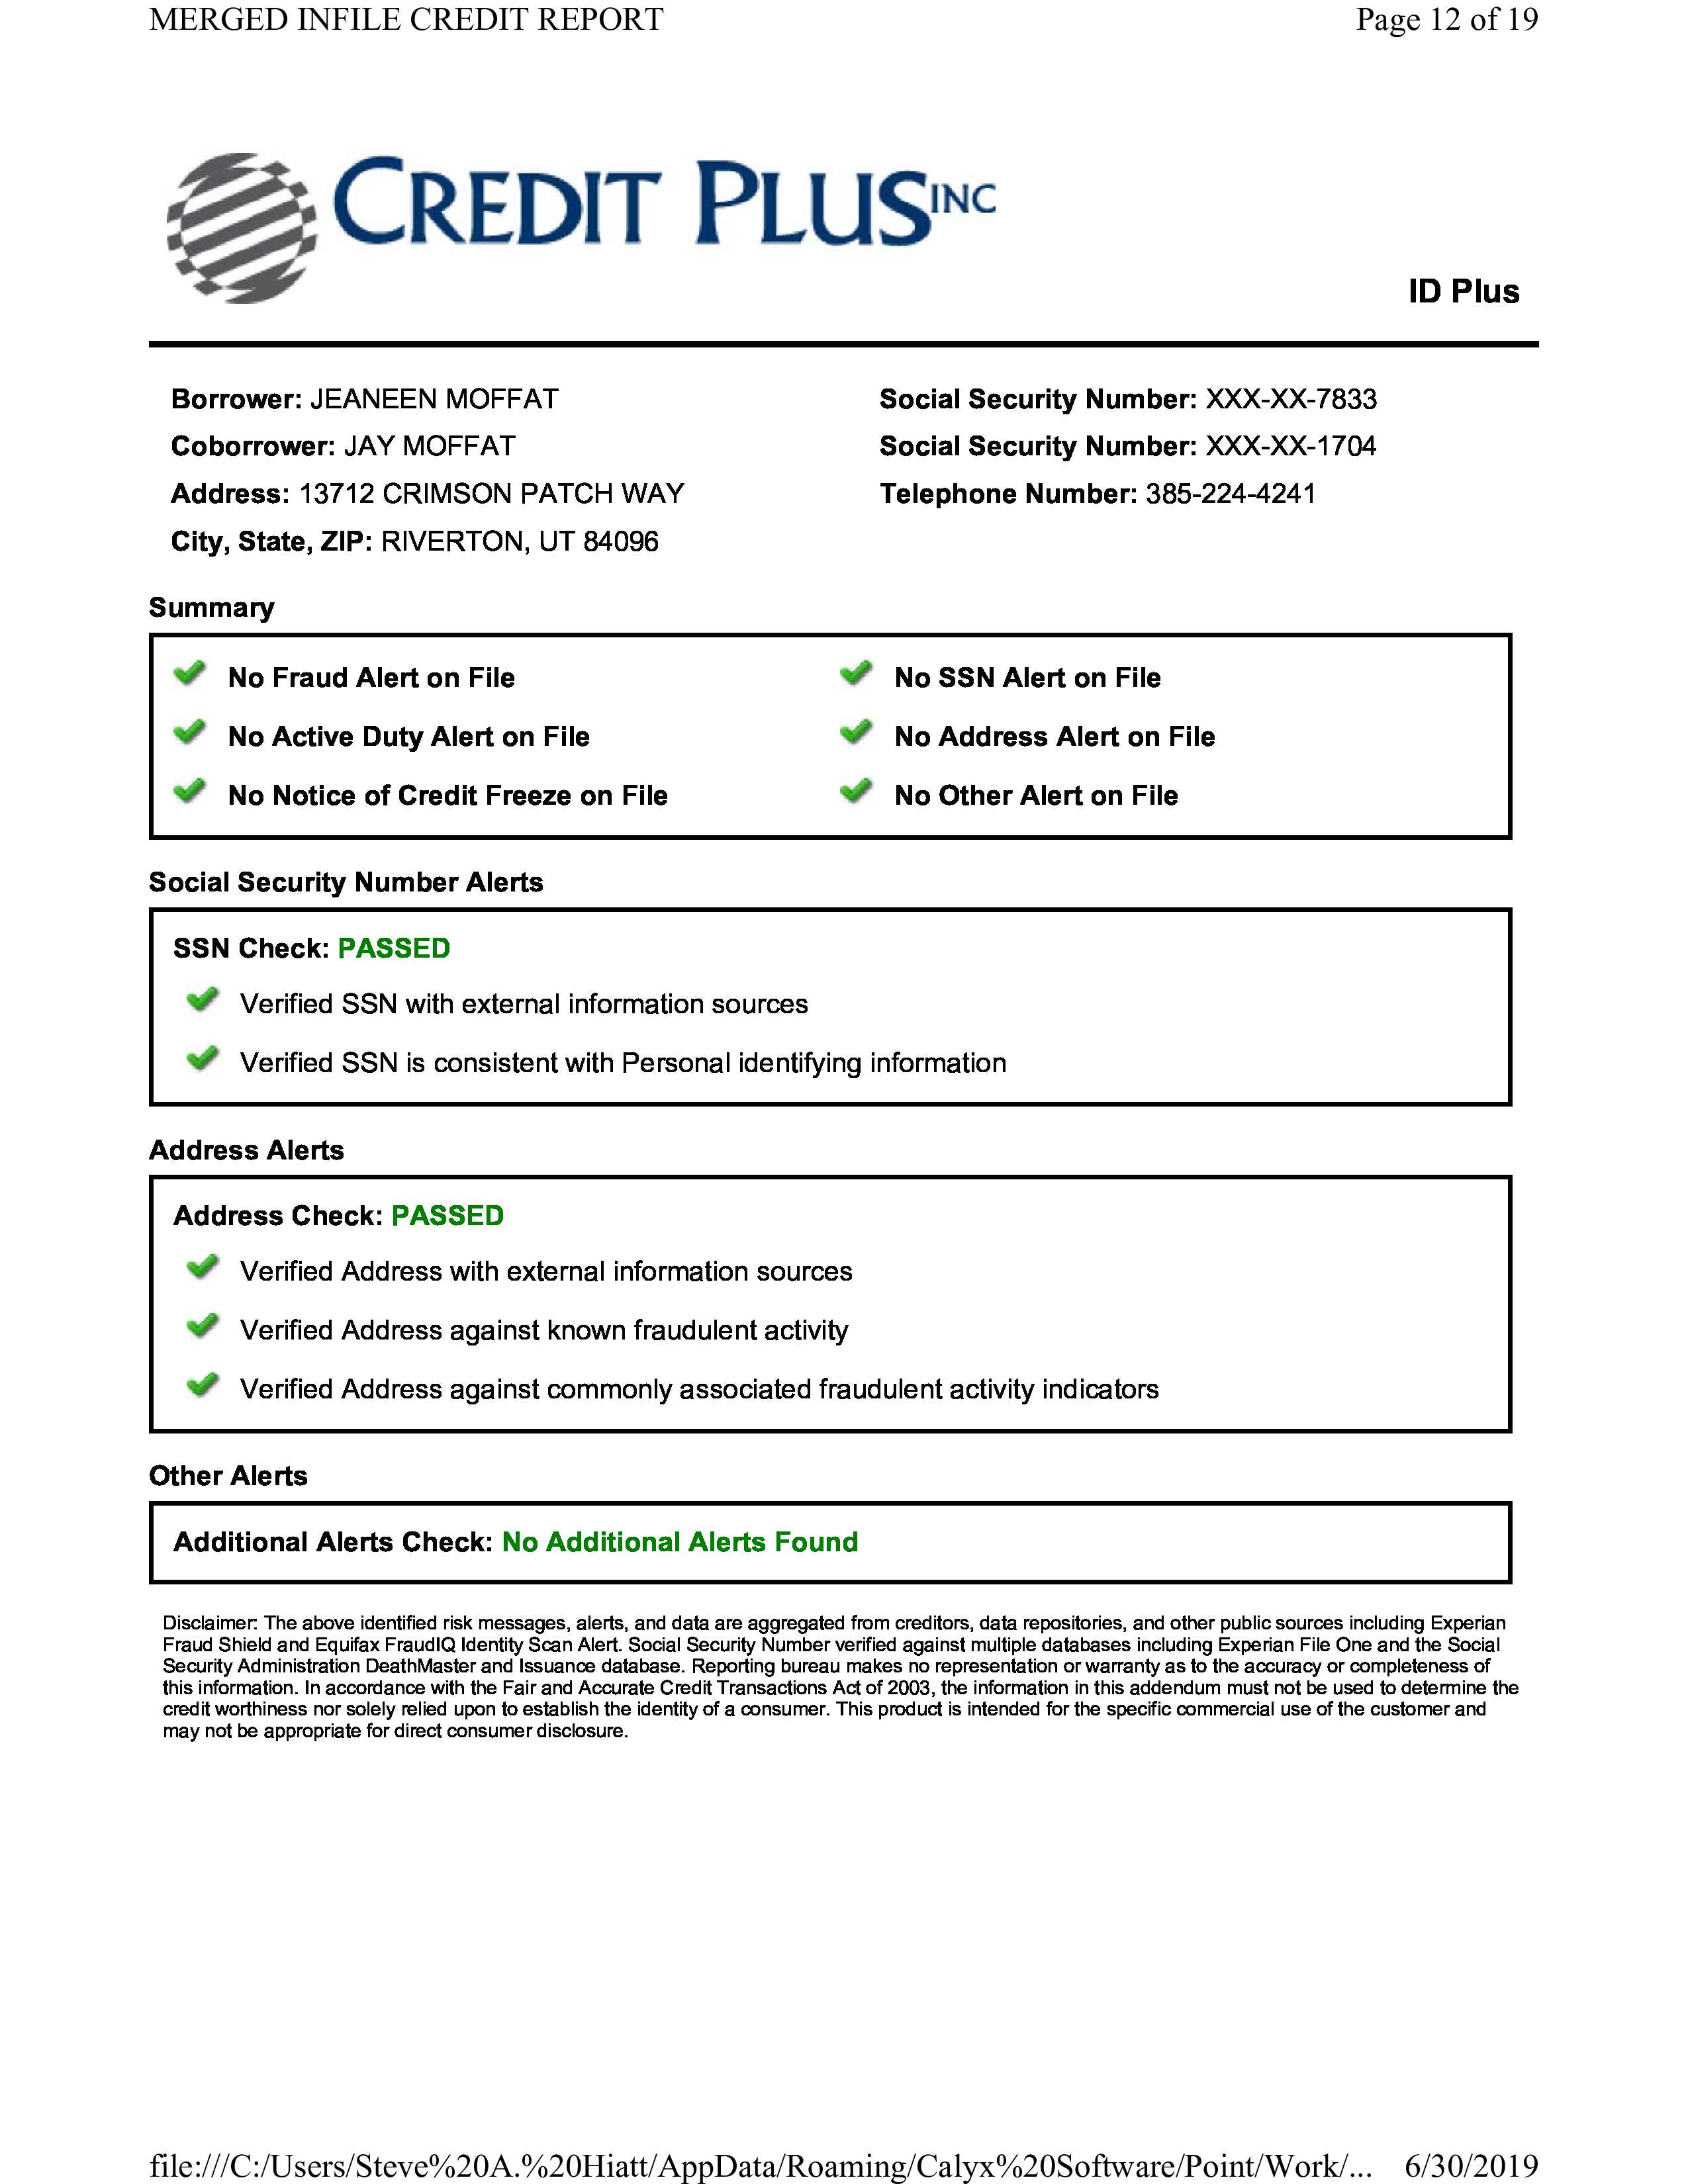 MERGED INFILE CREDIT REPORT Page 12 of 19
CREDIT PLUS INC
ID Plus
Borrower: JEANEEN MOFFAT Social Security Number: XXX-XX-7833
Coborrower: JAY MOFFAT Social Security Number: XXX-XX-1704
Address: 13712 CRIMSON PATCH WAY Telephone Number: 385-224-4241
City, State, ZIP: RIVERTON, UT 84096
Summary
No Fraud Alert on File No SSN Alert on File
No Active Duty Alert on File No Address Alert on File
No Notice of Credit Freeze on File No Other Alert on File
Social Security Number Alerts
SSN Check: PASSED
Verified SSN with external information sources
Verified SSN is consistent with Personal identifying information
Address Alerts
Address Check: PASSED
Verified Address with external information sources
Verified Address against known fraudulent activity
Verified Address against commonly associated fraudulent activity indicators
Other Alerts
Additional Alerts Check: No Additional Alerts Found
Disclaimer: The above identified risk messages, alerts, and data are aggregated from creditors, data repositories, and other public sources including Experian
Fraud Shield and Equifax FraudIQ Identity Scan Alert. Social Security Number verified against multiple databases including Experian File One and the Social
Security Administration DeathMaster and Issuance database. Reporting bureau makes no representation or warranty as to the accuracy or completeness of
this information. In accordance with the Fair and Accurate Credit Transactions Act of 2003, the information in this addendum must not be used to determine the
credit worthiness nor solely relied upon to establish the identity of a consumer. This product is intended for the specific commercial use of the customer and
may not be appropriate for direct consumer disclosure.
file:///C:/Users/Steve%20A.%20Hiatt/AppData/Roaming/Calyx%20Software/Point/Work/... 6/30/2019